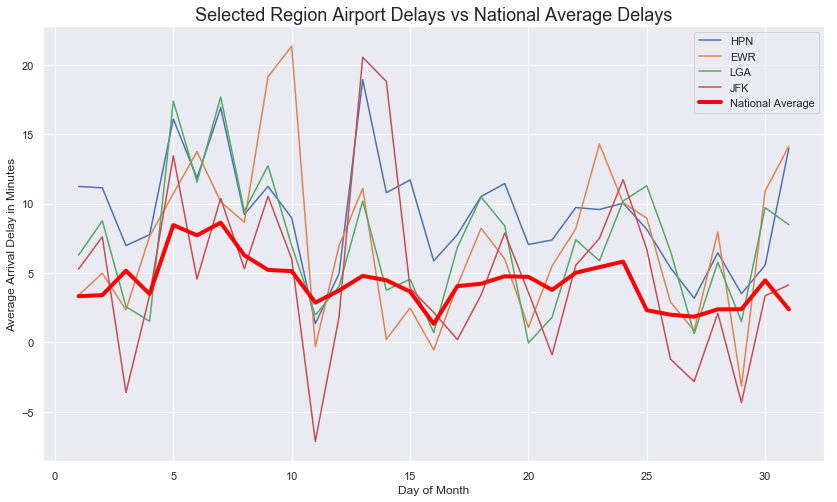 Selected Region Airport Delays vs National Average Delays
HPN
EWR
LGA
JFK
National Average
Average Arrival Delay in Minutes
20
15
10
5
0
−5
0 5 10 15 20 25 30
Day of Month